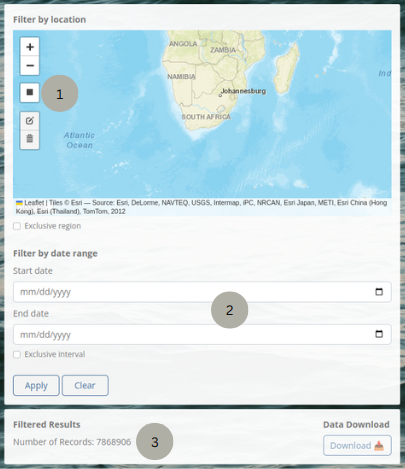 Filter by location
+
−
1
ANGOLA
ZAMBIA
NAMIBIA
Johannesburg
SOUTH AFRICA
Atlantic
Ocean
Ind
Leaflet | Tiles © Esri — Source: Esri, DeLorme, NAVTEQ, USGS, Intermap, iPC, NRCAN, Esri Japan, METI, Esri China (Hong
Kong), Esri (Thailand), TomTom, 2012
Exclusive region
Filter by date range
Start date
mm/dd/yyyy
2
End date
mm/dd/yyyy
Exclusive interval
Apply
Clear
Filtered Results
Data Download
Number of Records: 7868906
3
Download